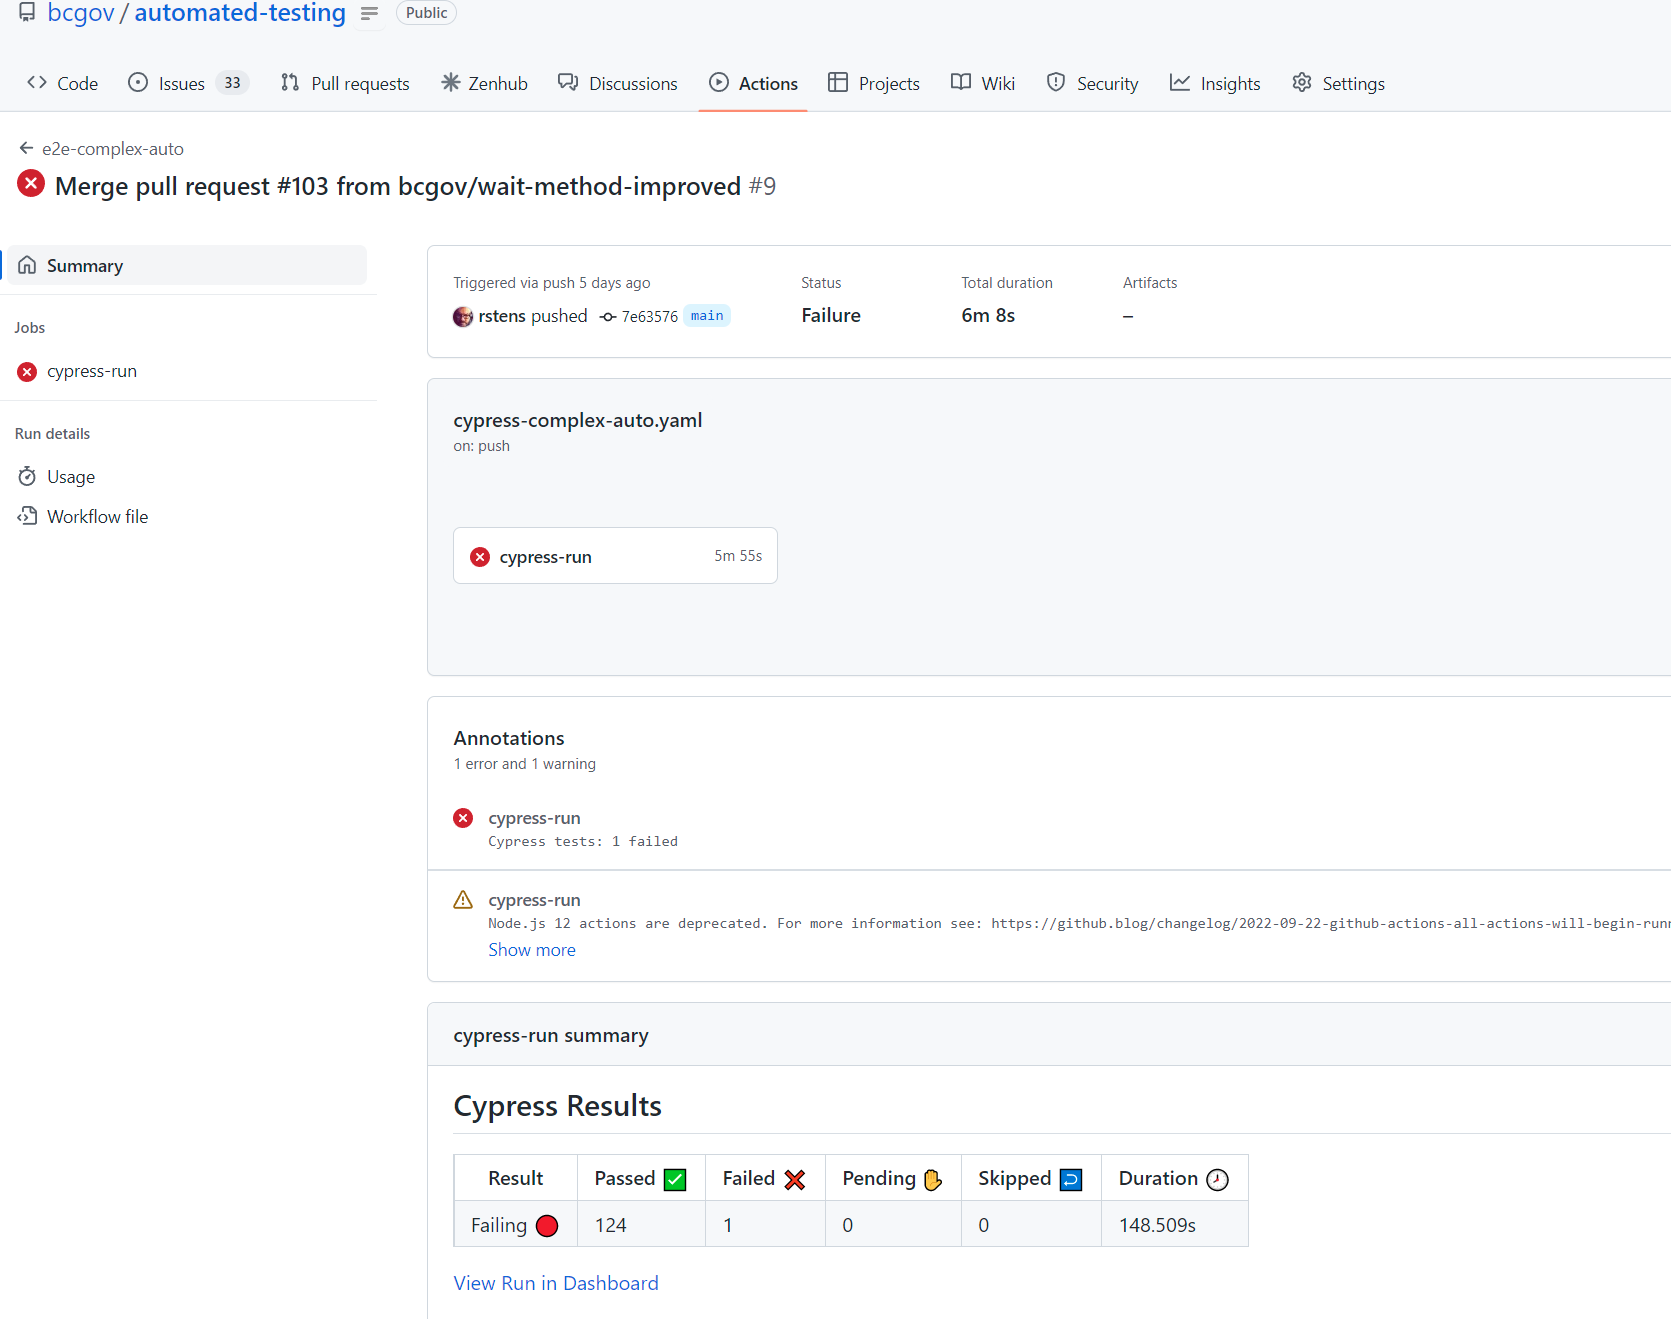 bcgov / automated-testing Public
Code Issues 33 Pull requests Zenhub Discussions Actions Projects Wiki Security Insights Settings
e2e-complex-auto
Merge pull request #103 from bcgov/wait-method-improved #9
Summary
Jobs
cypress-run
Run details
Usage
Workflow file
Triggered via push 5 days ago Status Total duration Artifacts
rstens pushed 7e63576 main Failure 6m 8s –
cypress-complex-auto.yaml
on: push
cypress-run 5m 55s
Annotations
1 error and 1 warning
cypress-run
Cypress tests: 1 failed
cypress-run
Node.js 12 actions are deprecated. For more information see: https://github.blog/changelog/2022-09-22-github-actions-all-actions-will-begin-runn
Show more
cypress-run summary
Cypress Results
Result Passed Failed Pending Skipped Duration
Failing 124 1 0 0 148.509s
View Run in Dashboard